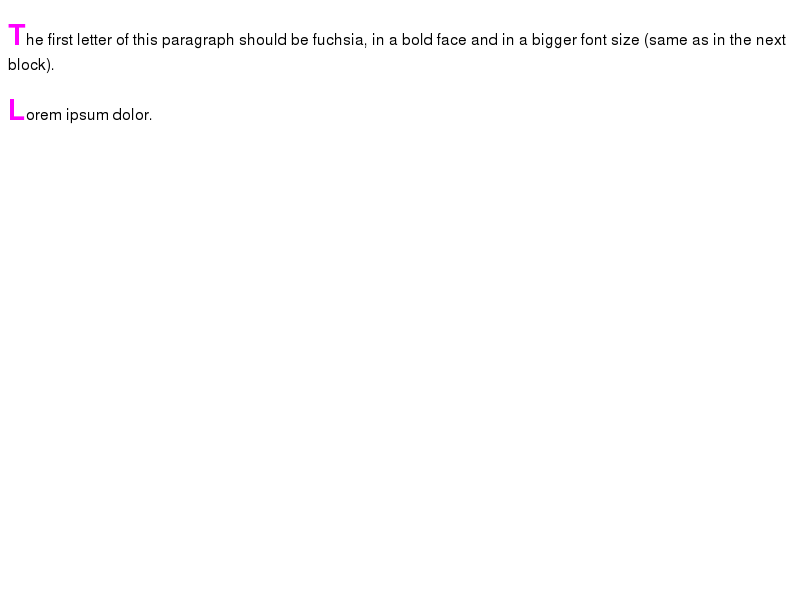 The first letter of this paragraph should be fuchsia, in a bold face and in a bigger font size (same as in the next
block).
Lorem ipsum dolor.